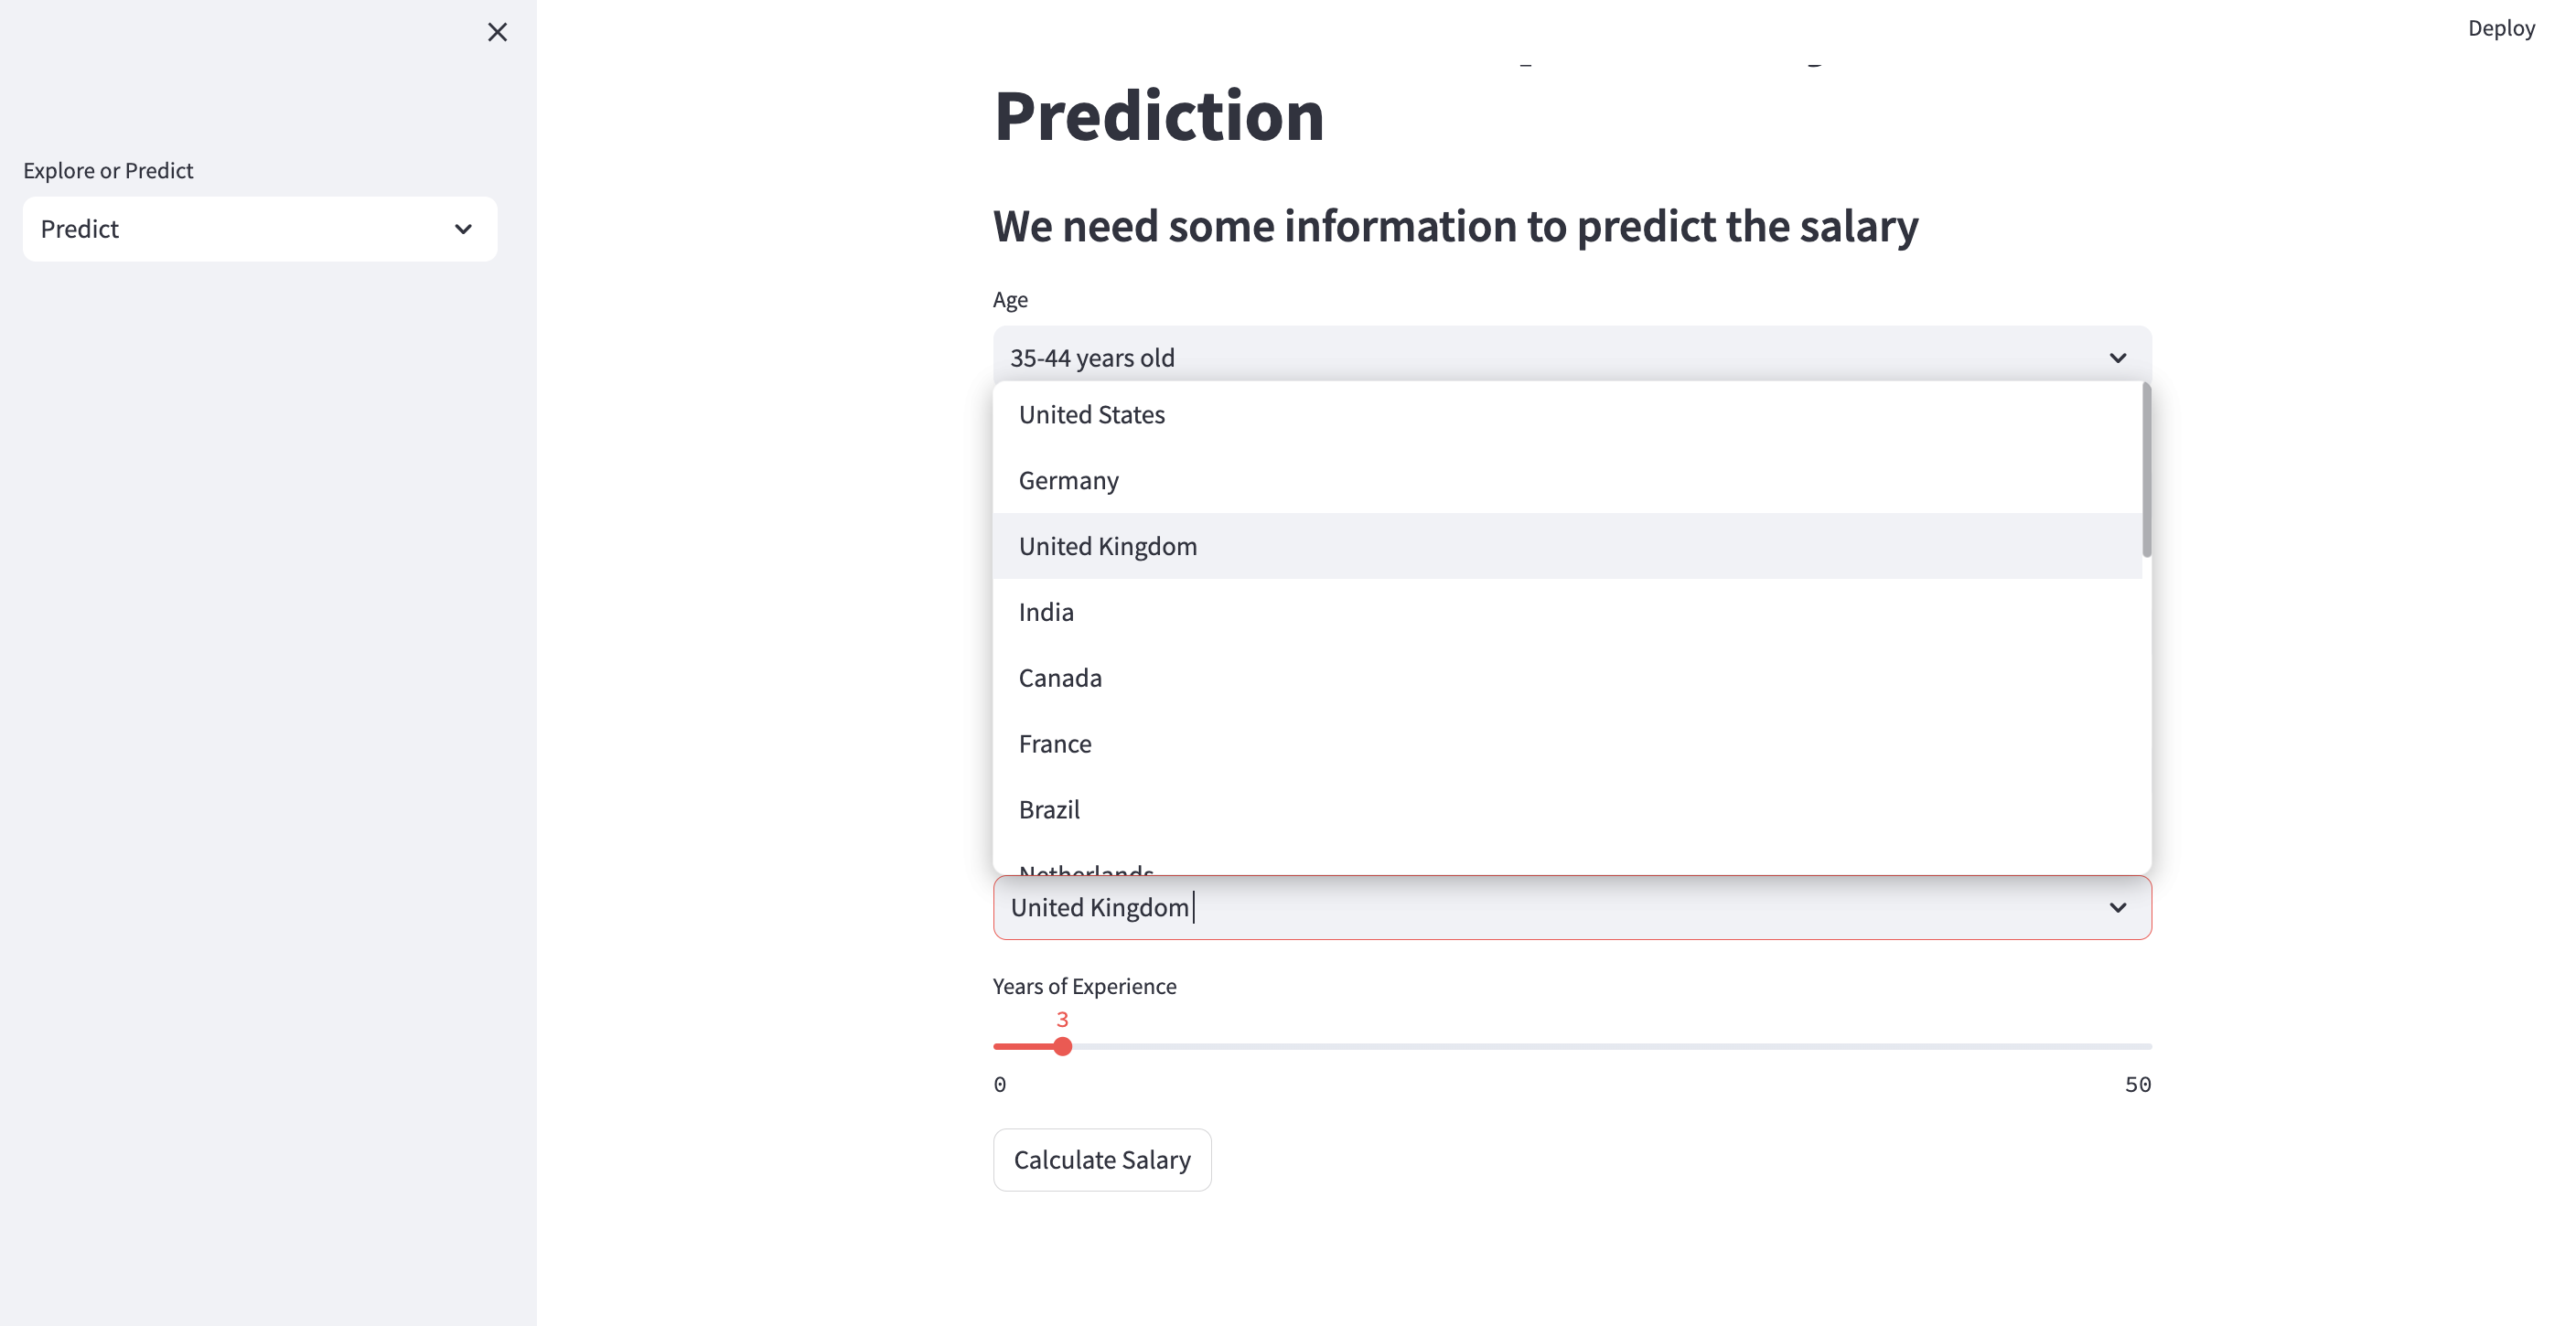 Deploy
Explore or Predict
Predict
Prediction
We need some information to predict the salary
Age
35-44 years old
United States
Germany
United Kingdom
India
Canada
France
Brazil
Netherlands
United Kingdom
Years of Experience
3
0
50
Calculate Salary